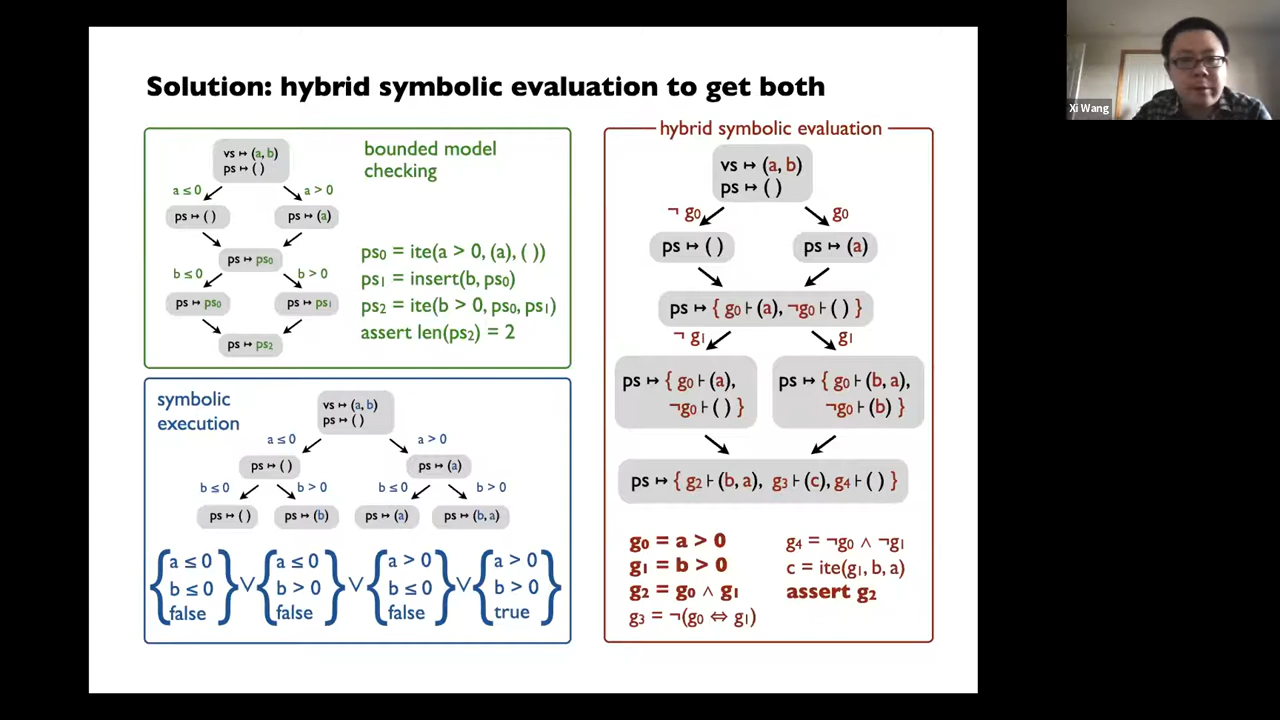 Solution: hybrid symbolic evaluation to get both
bounded model
checking
vs ↦ (a, b)
ps ↦ ( )
a ≤ 0
a > 0
ps ↦ ( )
ps ↦ (a)
ps ↦ ps₀
b ≤ 0
b > 0
ps ↦ ps₀
ps ↦ ps₁
ps ↦ ps₂
ps₀ = ite(a > 0, (a), ( ))
ps₁ = insert(b, ps₀)
ps₂ = ite(b > 0, ps₀, ps₁)
assert len(ps₂) = 2
symbolic
execution
vs ↦ (a, b)
ps ↦ ( )
a ≤ 0
a > 0
ps ↦ ( )
ps ↦ (a)
b ≤ 0
b > 0
b ≤ 0
b > 0
ps ↦ ( )
ps ↦ (b)
ps ↦ (a)
ps ↦ (b, a)
{a ≤ 0
b ≤ 0
false}
∨
{a ≤ 0
b > 0
false}
∨
{a > 0
b ≤ 0
false}
∨
{a > 0
b > 0
true}
hybrid symbolic evaluation
vs ↦ (a, b)
ps ↦ ( )
¬ g₀
g₀
ps ↦ ( )
ps ↦ (a)
ps ↦ { g₀ ⊦ (a), ¬g₀ ⊦ ( ) }
¬ g₁
g₁
ps ↦ { g₀ ⊦ (a),
¬g₀ ⊦ ( ) }
ps ↦ { g₀ ⊦ (b, a),
¬g₀ ⊦ (b) }
ps ↦ { g₂ ⊦ (b, a), g₃ ⊦ (c), g₄ ⊦ ( ) }
g₀ = a > 0
g₁ = b > 0
g₂ = g₀ ∧ g₁
g₃ = ¬(g₀ ⇔ g₁)
g₄ = ¬g₀ ∧ ¬g₁
c = ite(g₁, b, a)
assert g₂
Xi Wang